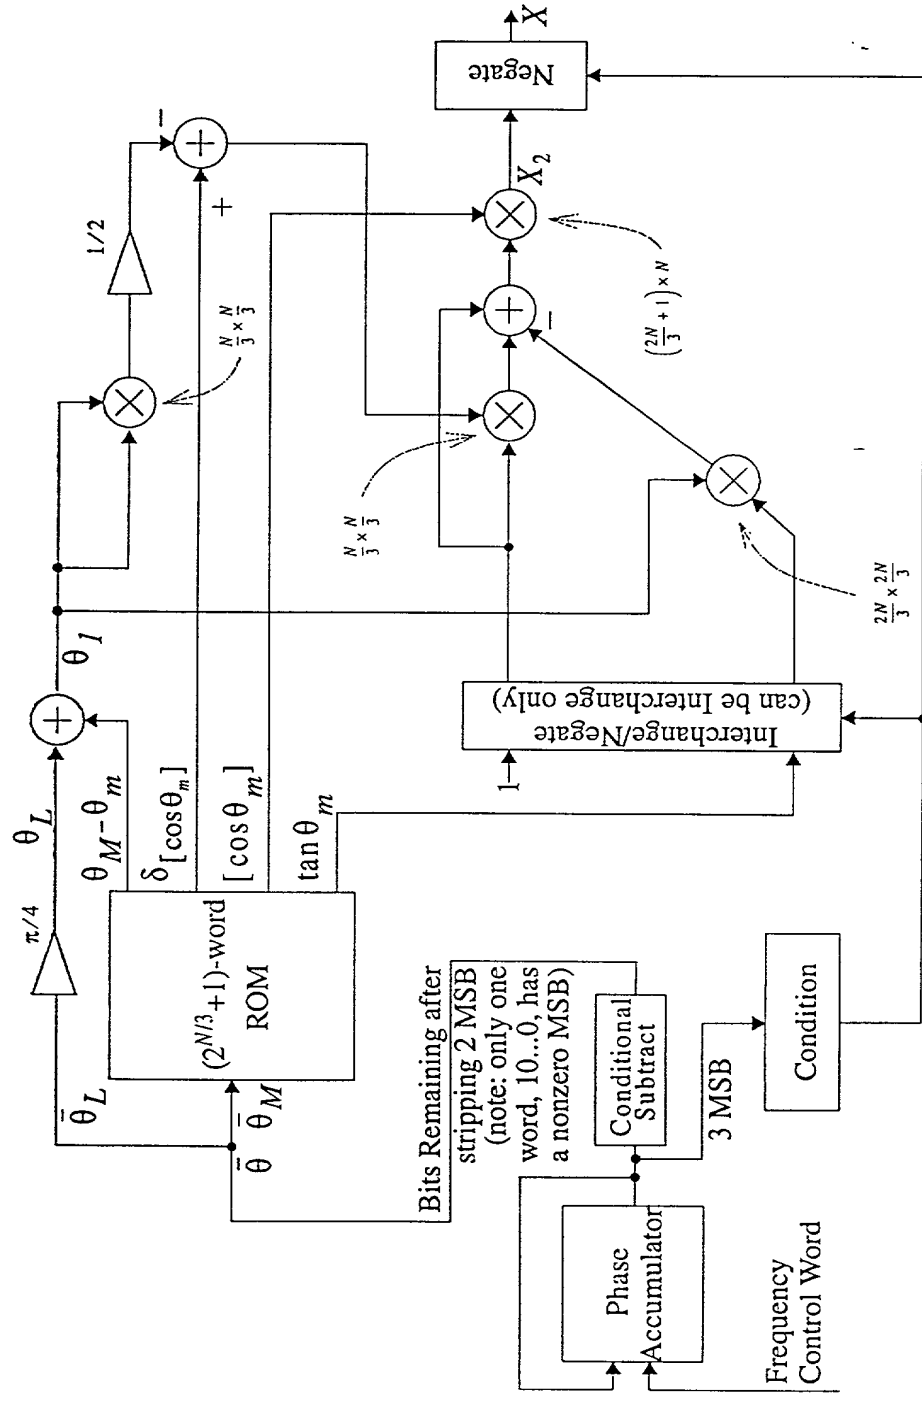 π/4
θ̄_L
θ_L
θ_1
1/2
−
+
N/3 × N/3
θ_M − θ_m
δ_[cosθ_m]
[cosθ_m]
tanθ_m
(2^{N/3}+1)-word
ROM
θ̄
θ̄_M
Bits Remaining after
stripping 2 MSB
(note: only one
word, 10...0, has
a nonzero MSB)
N/3 × N/3
1
Interchange/Negate
(can be Interchange only)
−
X_2
Negate
X
(2N/3 + 1) × N
2N/3 × 2N/3
Phase
Accumulator
Conditional
Subtract
3 MSB
Condition
Frequency
Control Word